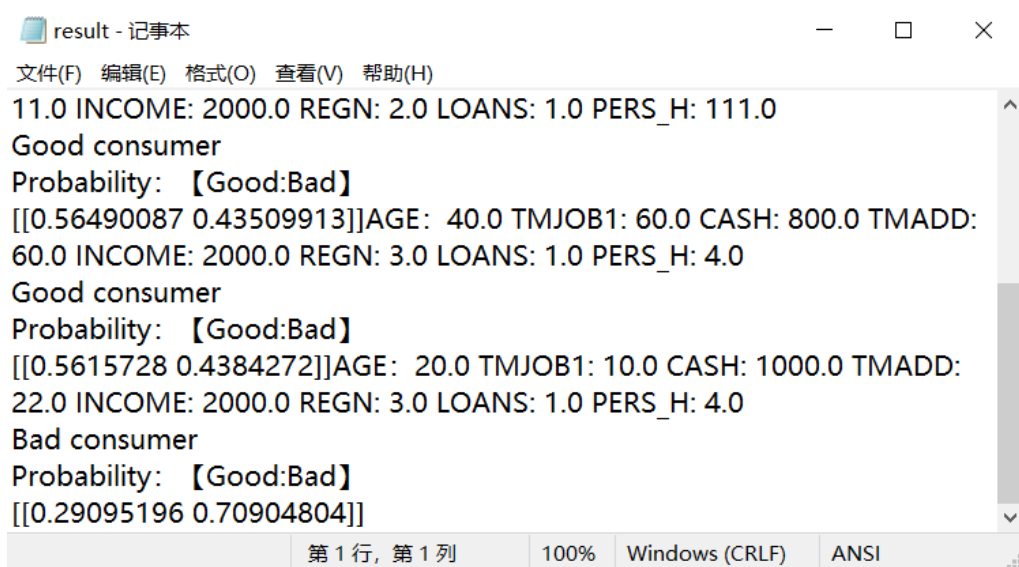 result - 记事本
文件(F) 编辑(E) 格式(O) 查看(V) 帮助(H)
11.0 INCOME: 2000.0 REGN: 2.0 LOANS: 1.0 PERS_H: 111.0
Good consumer
Probability：【Good:Bad】
[[0.56490087 0.43509913]]AGE：40.0 TMJOB1: 60.0 CASH: 800.0 TMADD:
60.0 INCOME: 2000.0 REGN: 3.0 LOANS: 1.0 PERS_H: 4.0
Good consumer
Probability：【Good:Bad】
[[0.5615728 0.4384272]]AGE：20.0 TMJOB1: 10.0 CASH: 1000.0 TMADD:
22.0 INCOME: 2000.0 REGN: 3.0 LOANS: 1.0 PERS_H: 4.0
Bad consumer
Probability：【Good:Bad】
[[0.29095196 0.70904804]]
第 1 行，第 1 列 100% Windows (CRLF) ANSI